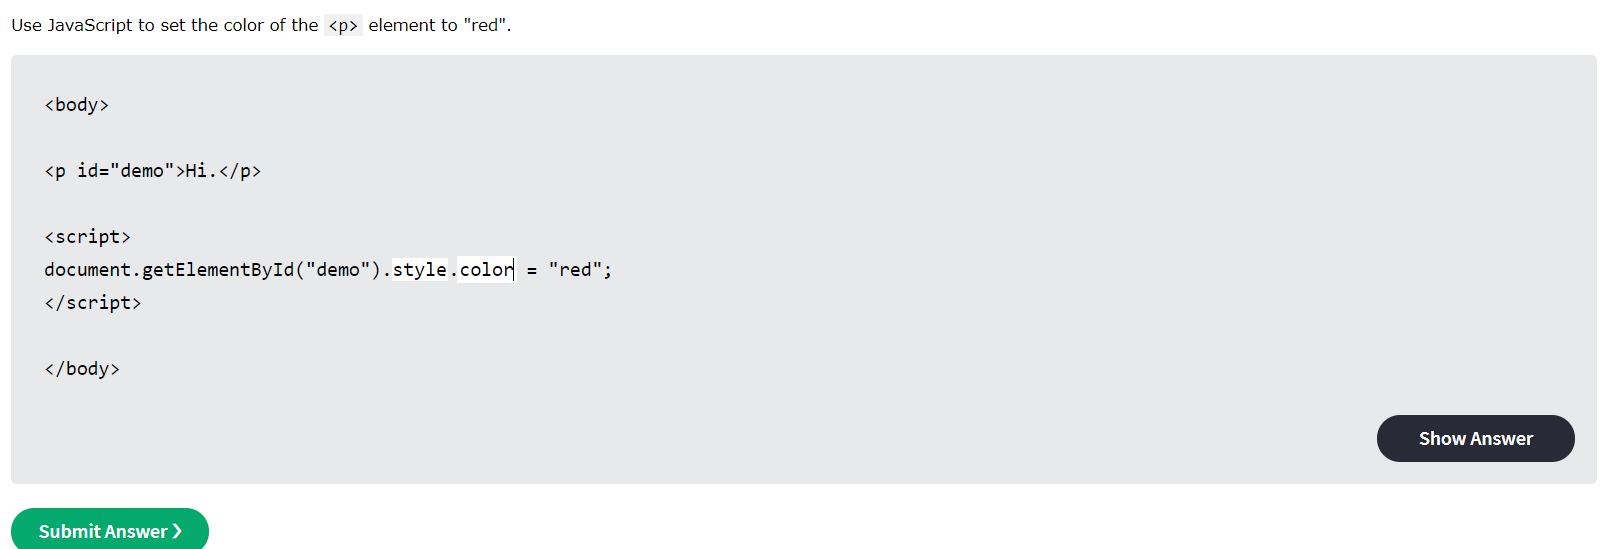 Use JavaScript to set the color of the <p> element to "red".
<body>
<p id="demo">Hi.</p>
<script>
document.getElementById("demo").style.color = "red";
</script>
</body>
Show Answer
Submit Answer ❯